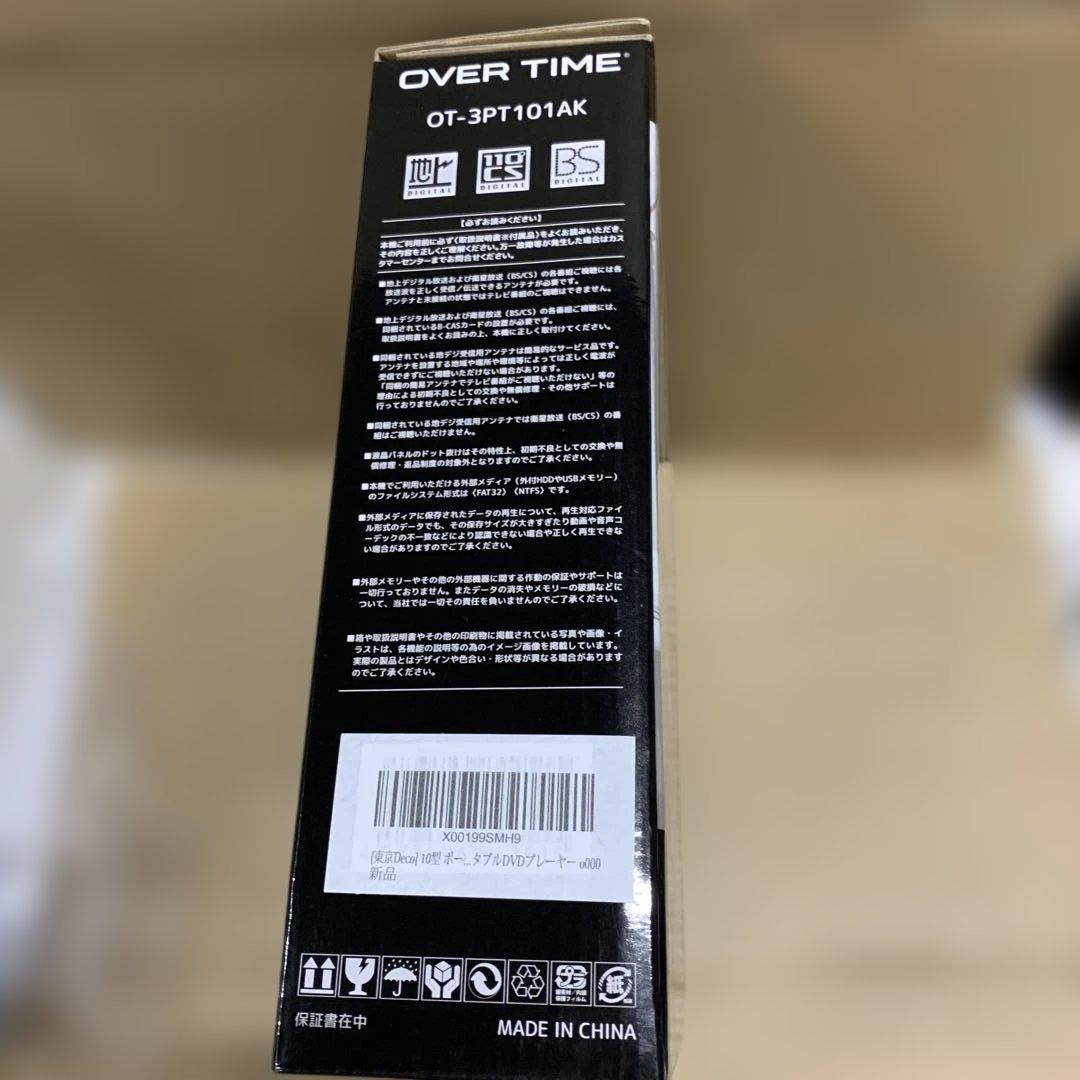 OVER TIME
OT-3PT101AK
地上 110°CS BS
DIGITAL DIGITAL DIGITAL
【必ずお読みください】
本機ご利用前に必ず〈取扱説明書※付属品〉をよくお読みいただき、
その内容を正しくご理解ください。万一故障等が発生した場合はカス
タマーセンターまでお問合せください。
■地上デジタル放送および衛星放送（BS/CS）の各番組ご視聴には各
放送波を正しく受信／伝送できるアンテナが必要です。
アンテナと未接続の状態ではテレビ番組のご視聴はできません。
■地上デジタル放送および衛星放送（BS/CS）の各番組ご視聴には、
同梱されているB-CASカードの設置が必要です。
取扱説明書をよくお読みの上、本機に正しく取付けてください。
■同梱されている地デジ受信用アンテナは簡易的なサービス品です。
アンテナを設置する地域や場所や環境等によっては正しく電波が
受信できずにご視聴いただけない場合があります。
「同梱の簡易アンテナでテレビ番組がご視聴いただけない」等の
理由による初期不良としての交換や無償修理・その他サポートは
行っておりませんのでご了承ください。
■同梱されている地デジ受信用アンテナでは衛星放送（BS/CS）の番
組はご視聴いただけません。
■液晶パネルのドット抜けはその特性上、初期不良としての交換や無
償修理・返品制度の対象外となりますのでご了承ください。
■本機でご利用いただける外部メディア（外付HDDやUSBメモリー）
のファイルシステム形式は〈FAT32〉〈NTFS〉です。
■外部メディアに保存されたデータの再生について、再生対応ファイ
ル形式のデータでも、その保存サイズが大きすぎたり動画や音声コ
ーデックの不一致などにより認識できない場合や正しく再生できな
い場合がありますのでご了承ください。
■外部メモリーやその他の外部機器に関する作動の保証やサポートは
一切行っておりません。またデータの消失やメモリーの破損などに
ついて、当社では一切その責任を負いませんのでご了承ください。
■箱や取扱説明書やその他の印刷物に掲載されている写真や画像・イ
ラストは、各機能の説明等の為のイメージ画像を掲載しています。
実際の製品とはデザインや色合い・形状等が異なる場合があります
のでご了承ください。
X00199SMH9
[東京Deco] 10型 ポー...タブルDVDプレーヤー o000
新品
プラ 紙
緩衝材／内袋
保護フィルム
保証書在中
MADE IN CHINA